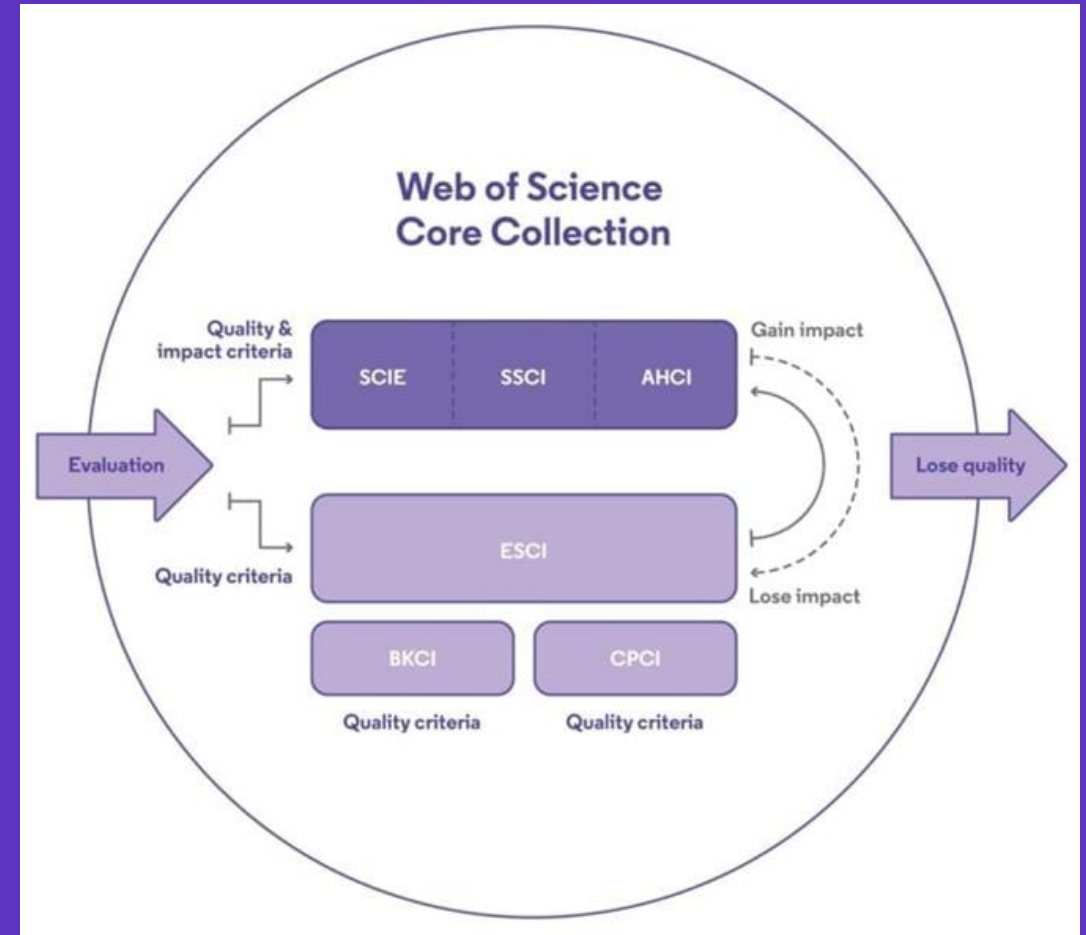 Web of Science
Core Collection
Quality &
impact criteria
SCIE
SSCI
AHCI
Gain impact
Evaluation
Lose quality
ESCI
Quality criteria
Lose impact
BKCI
CPCI
Quality criteria
Quality criteria